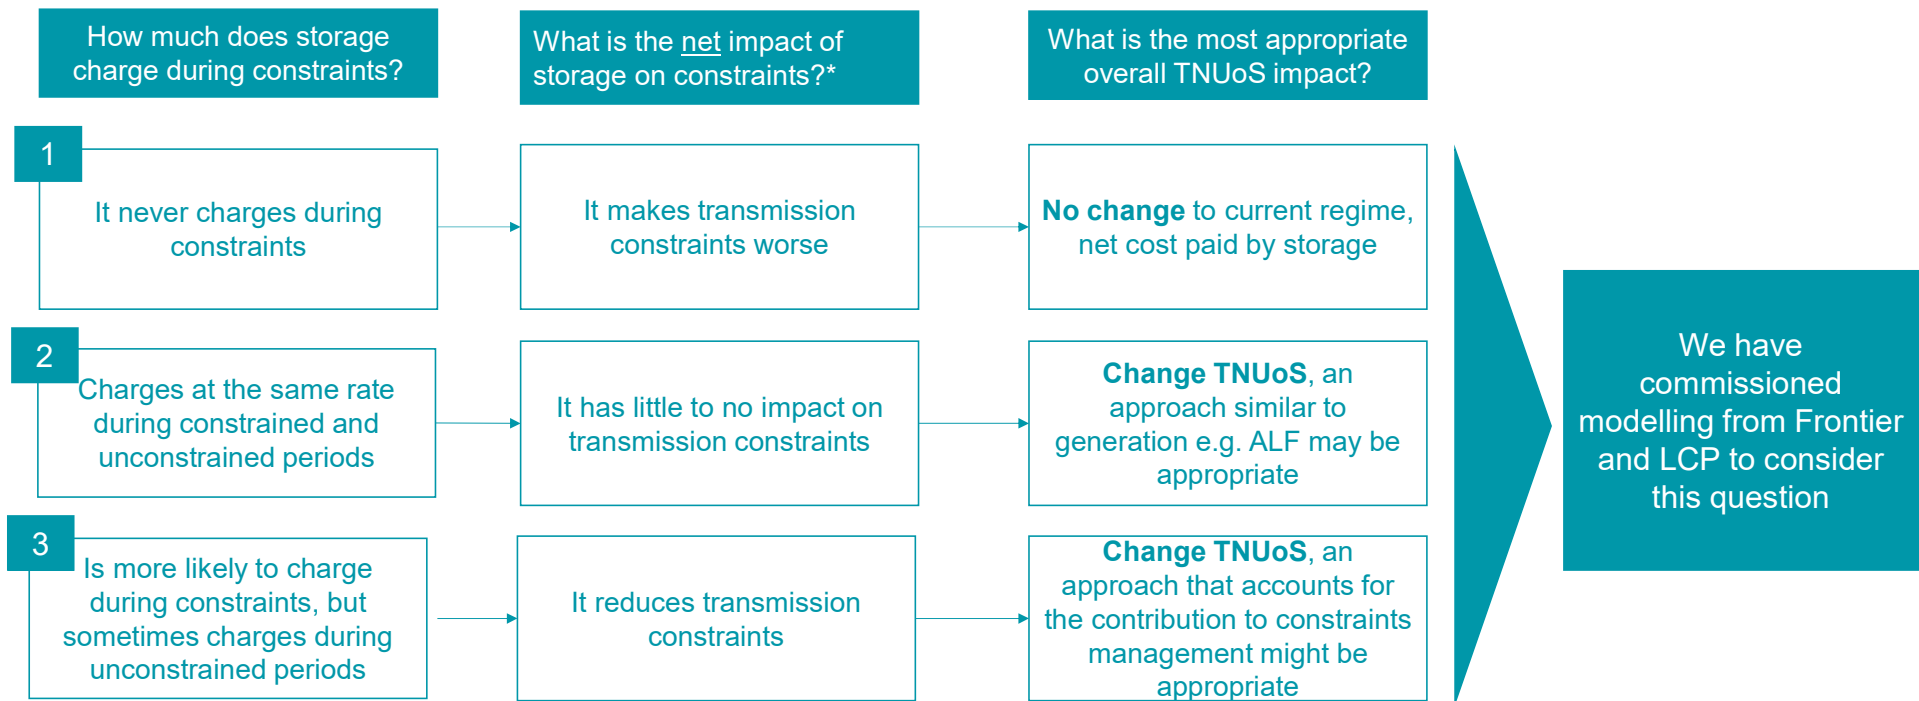 How much does storage
charge during constraints?
What is the net impact of
storage on constraints?*
What is the most appropriate
overall TNUoS impact?
1
It never charges during
constraints
It makes transmission
constraints worse
No change to current regime,
net cost paid by storage
2
Charges at the same rate
during constrained and
unconstrained periods
It has little to no impact on
transmission constraints
Change TNUoS, an
approach similar to
generation e.g. ALF may be
appropriate
3
Is more likely to charge
during constraints, but
sometimes charges during
unconstrained periods
It reduces transmission
constraints
Change TNUoS, an
approach that accounts for
the contribution to constraints
management might be
appropriate
We have
commissioned
modelling from Frontier
and LCP to consider
this question